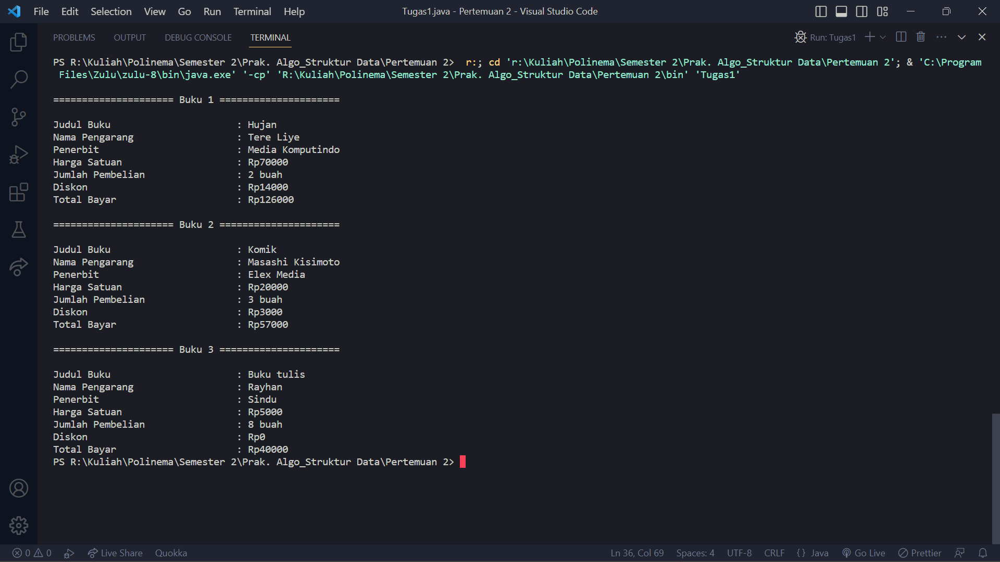 File Edit Selection View Go Run Terminal Help Tugas1.java - Pertemuan 2 - Visual Studio Code
PROBLEMS OUTPUT DEBUG CONSOLE TERMINAL Run: Tugas1
PS R:\Kuliah\Polinema\Semester 2\Prak. Algo_Struktur Data\Pertemuan 2>  r:; cd 'r:\Kuliah\Polinema\Semester 2\Prak. Algo_Struktur Data\Pertemuan 2'; & 'C:\Program
 Files\Zulu\zulu-8\bin\java.exe' '-cp' 'R:\Kuliah\Polinema\Semester 2\Prak. Algo_Struktur Data\Pertemuan 2\bin' 'Tugas1'
===================== Buku 1 =====================
Judul Buku : Hujan
Nama Pengarang : Tere Liye
Penerbit : Media Komputindo
Harga Satuan : Rp70000
Jumlah Pembelian : 2 buah
Diskon : Rp14000
Total Bayar : Rp126000
===================== Buku 2 =====================
Judul Buku : Komik
Nama Pengarang : Masashi Kisimoto
Penerbit : Elex Media
Harga Satuan : Rp20000
Jumlah Pembelian : 3 buah
Diskon : Rp3000
Total Bayar : Rp57000
===================== Buku 3 =====================
Judul Buku : Buku tulis
Nama Pengarang : Rayhan
Penerbit : Sindu
Harga Satuan : Rp5000
Jumlah Pembelian : 8 buah
Diskon : Rp0
Total Bayar : Rp40000
PS R:\Kuliah\Polinema\Semester 2\Prak. Algo_Struktur Data\Pertemuan 2>
0 0 Live Share Quokka Ln 36, Col 69 Spaces: 4 UTF-8 CRLF {} Java Go Live Prettier